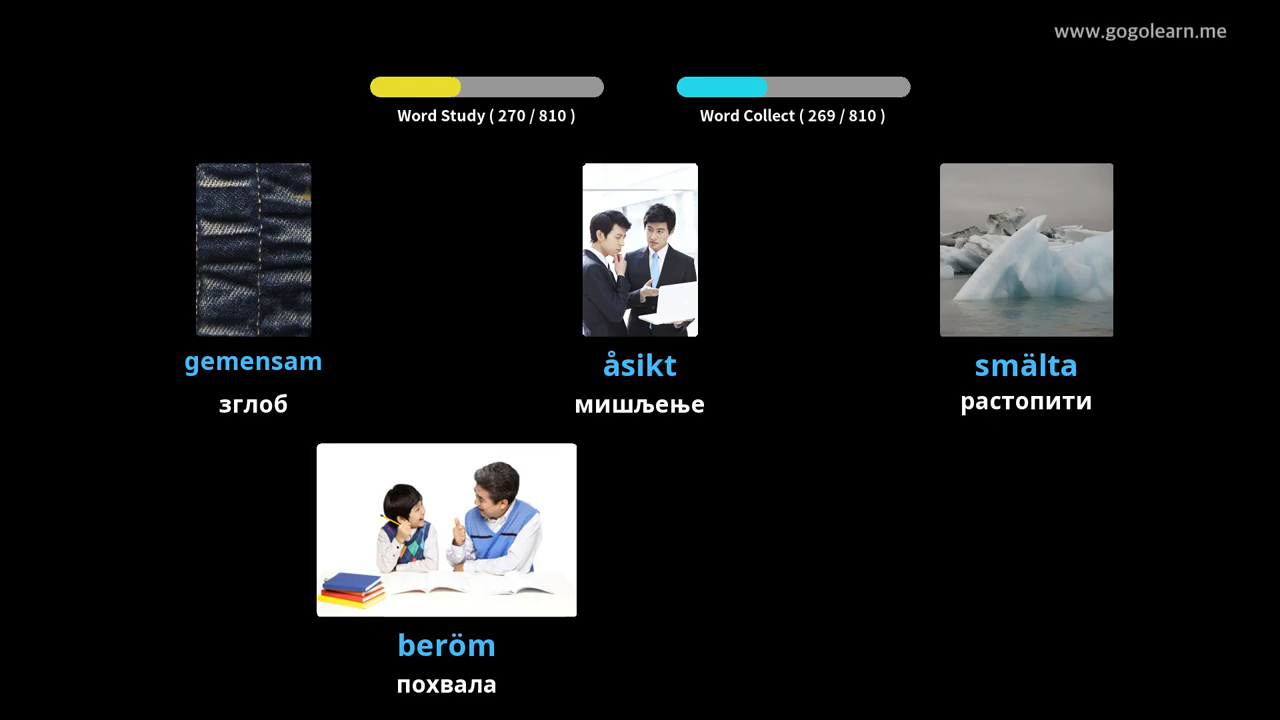 www.gogolearn.me
Word Study ( 270 / 810 )
Word Collect ( 269 / 810 )
gemensam
зглоб
åsikt
мишљење
smälta
растопити
beröm
похвала